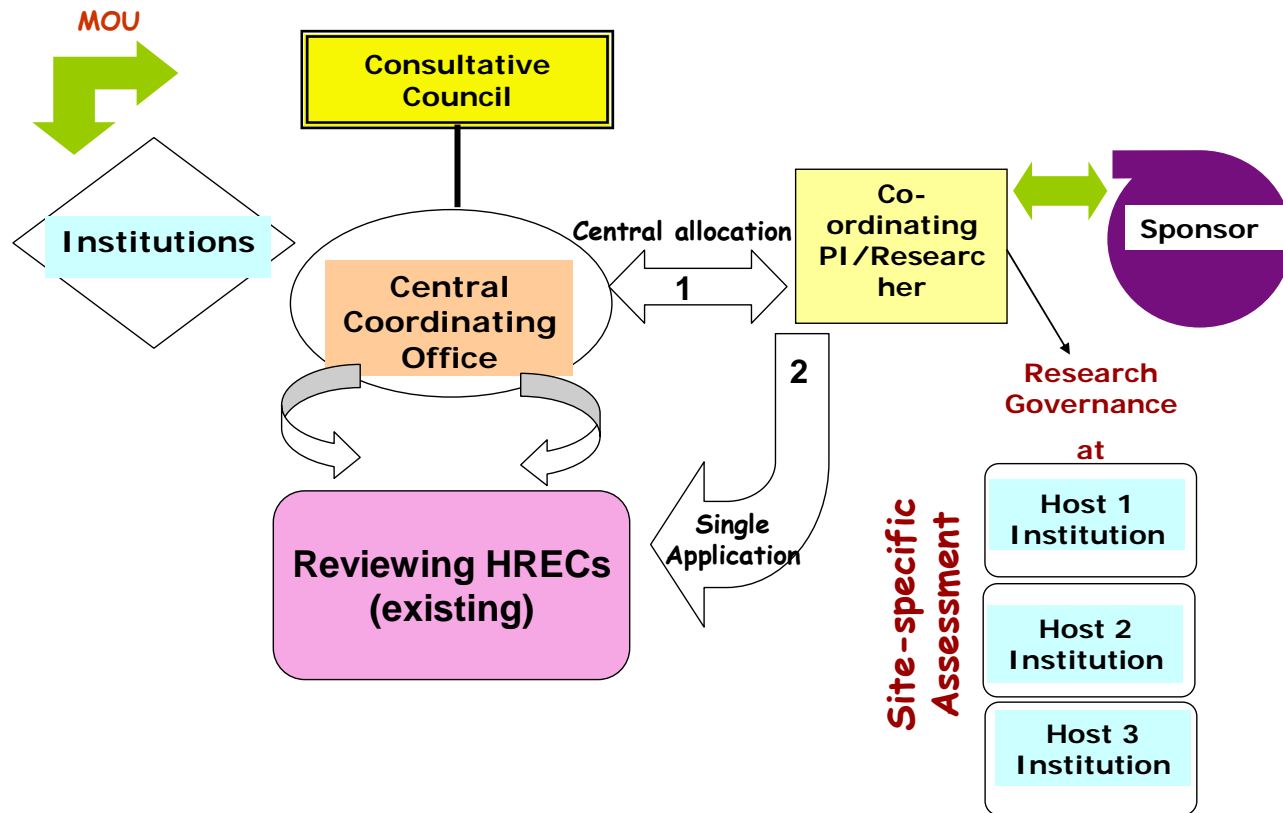 MOU
Consultative
Council
Institutions
Central
Coordinating
Office
Central allocation
1
Co-
ordinating
PI/Researc
her
Sponsor
2
Single
Application
Reviewing HRECs
(existing)
Research
Governance
at
Site-specific
Assessment
Host 1
Institution
Host 2
Institution
Host 3
Institution